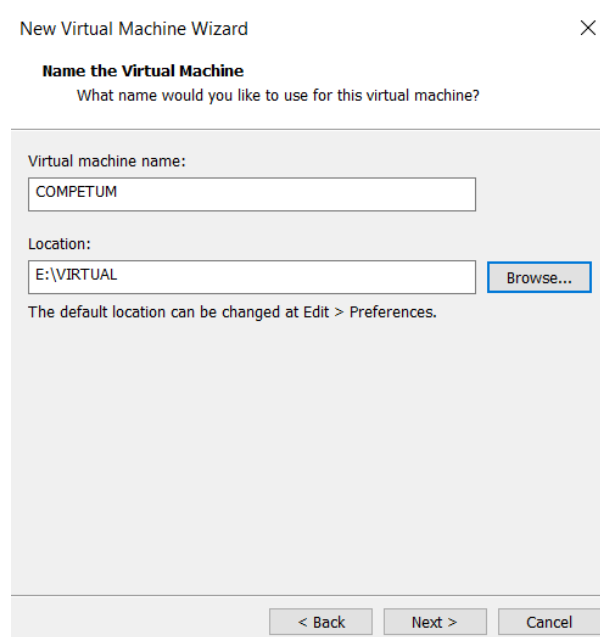 New Virtual Machine Wizard
Name the Virtual Machine
What name would you like to use for this virtual machine?
Virtual machine name:
COMPETUM
Location:
E:\VIRTUAL
Browse...
The default location can be changed at Edit > Preferences.
< Back Next > Cancel